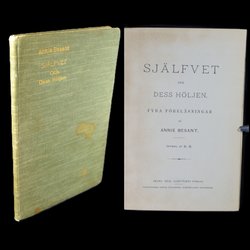 Annie Besant
SJÄLFVET
Och
Dess Höljen
SJÄLFVET
OCH
DESS HÖLJEN.
FYRA FÖRELÄSNINGAR
AF
ANNIE BESANT.